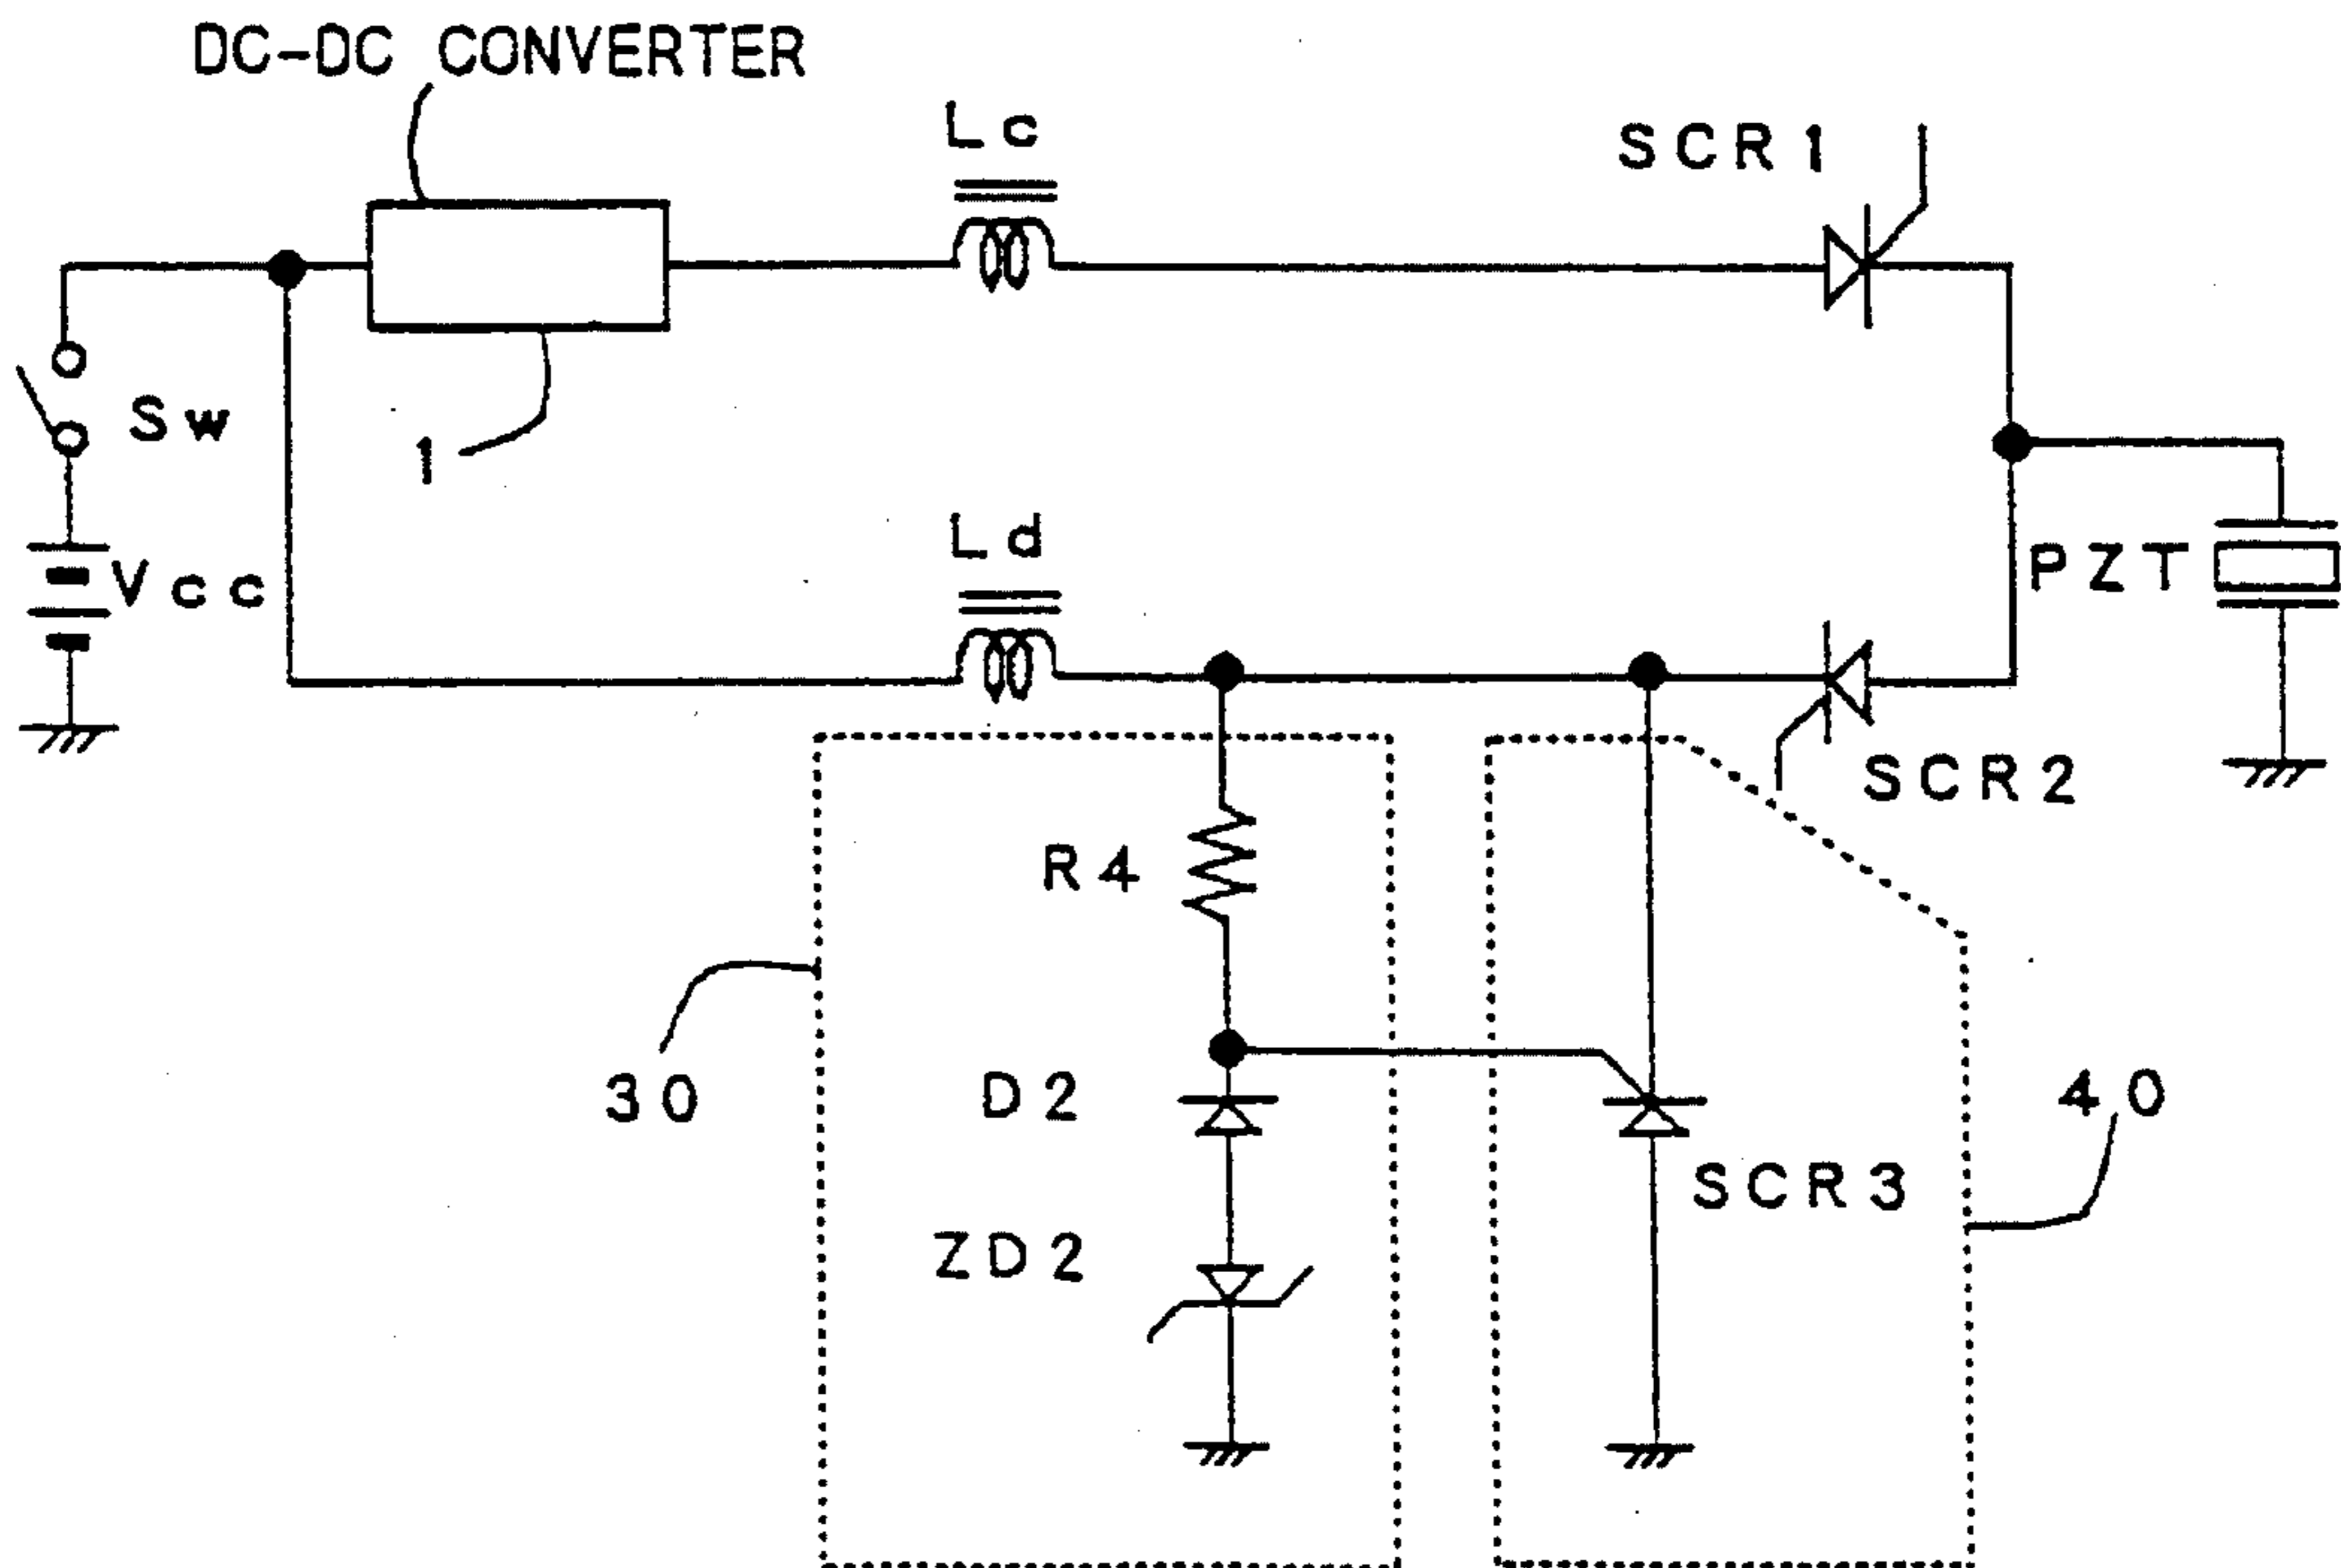 DC-DC CONVERTER
Lc
SCR1
Sw
1
Vcc
Ld
PZT
SCR2
R4
30
D2
40
SCR3
ZD2